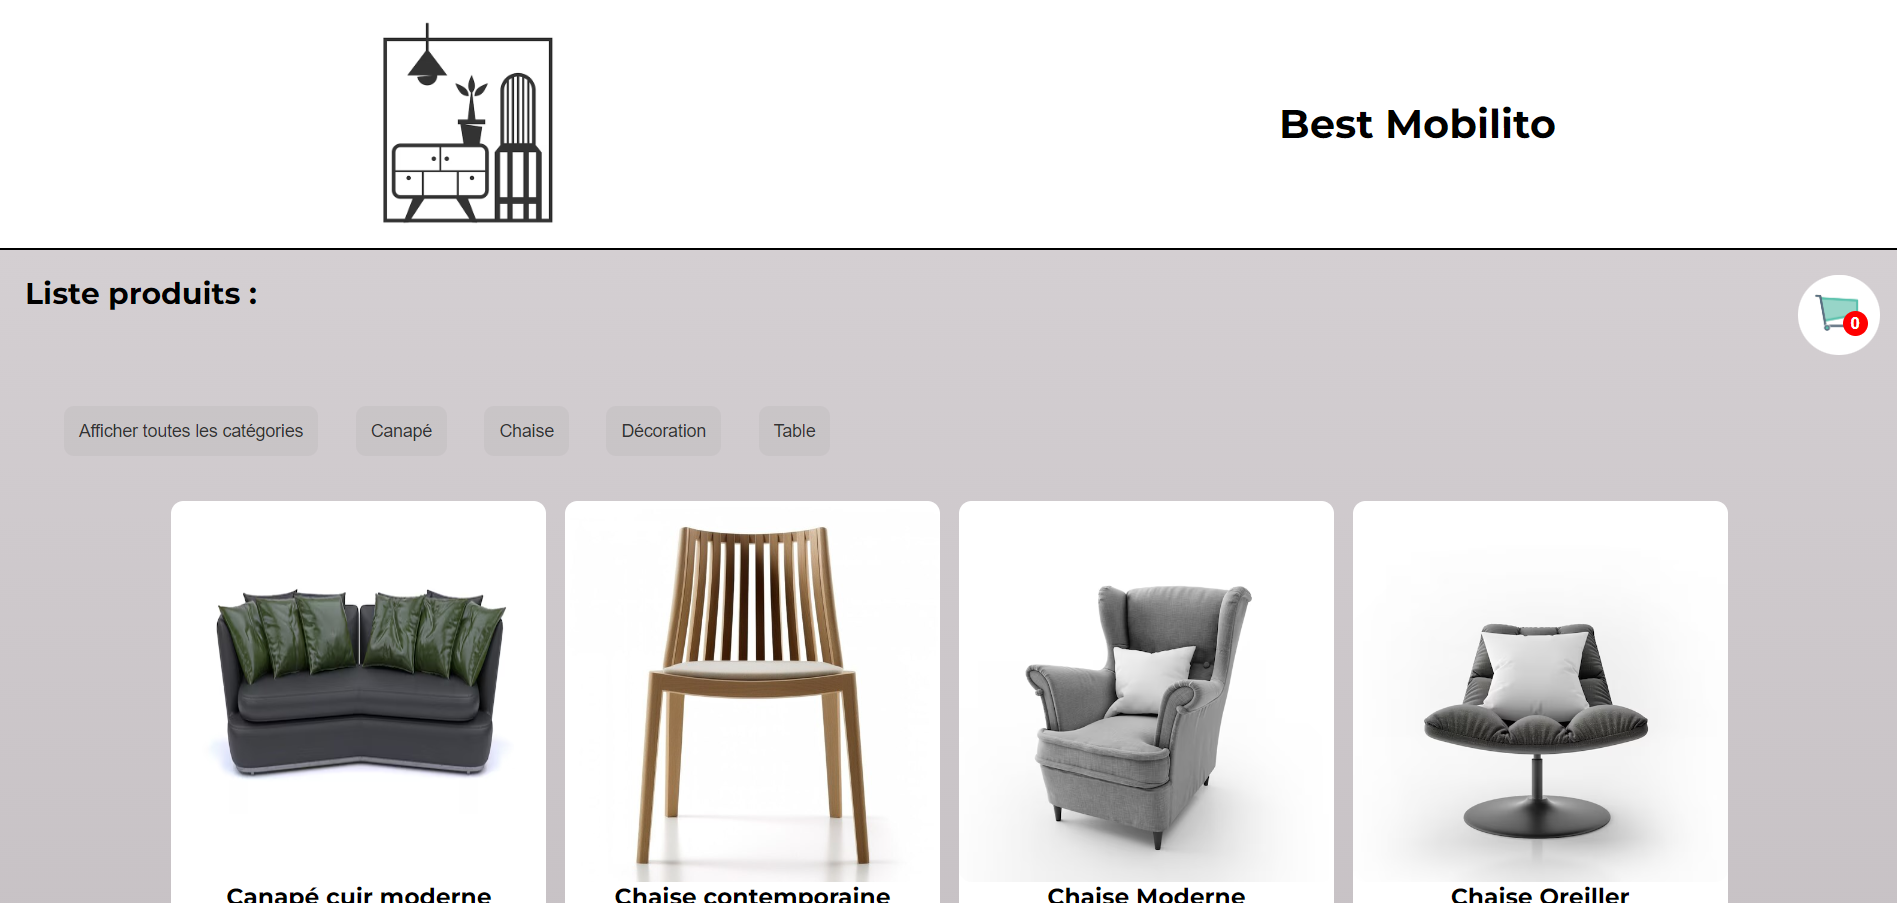 Best Mobilito
Liste produits :
0
Afficher toutes les catégories
Canapé
Chaise
Décoration
Table
Canapé cuir moderne
Chaise contemporaine
Chaise Moderne
Chaise Oreiller